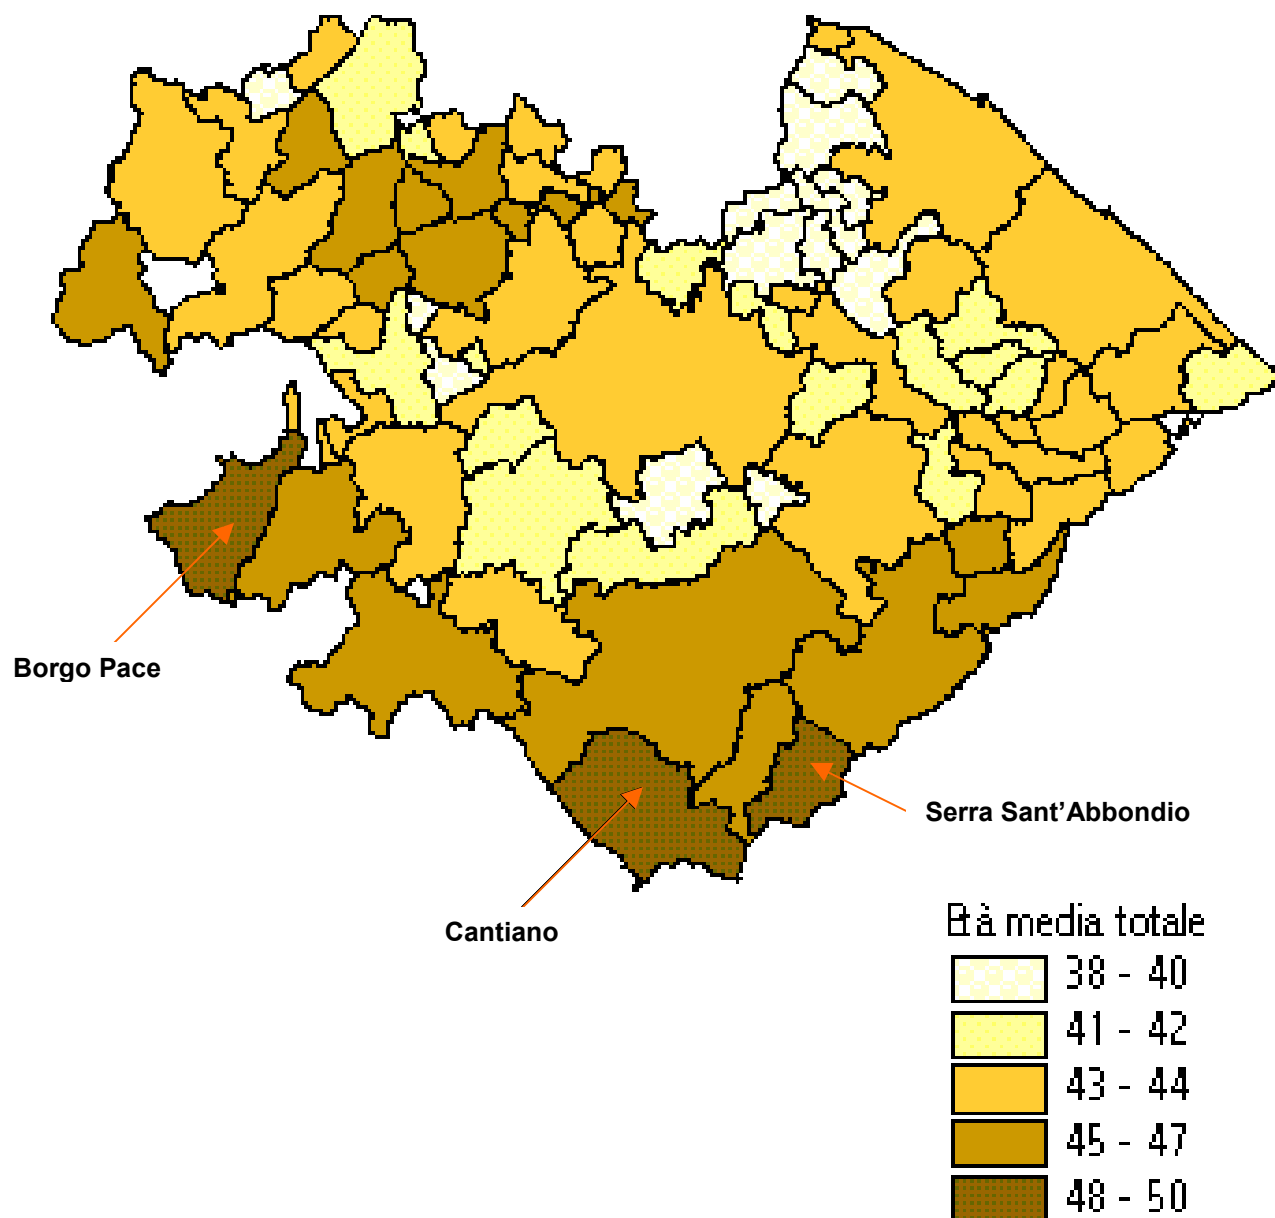 Borgo Pace
Serra Sant’Abbondio
Cantiano
Età media totale
38 - 40
41 - 42
43 - 44
45 - 47
48 - 50